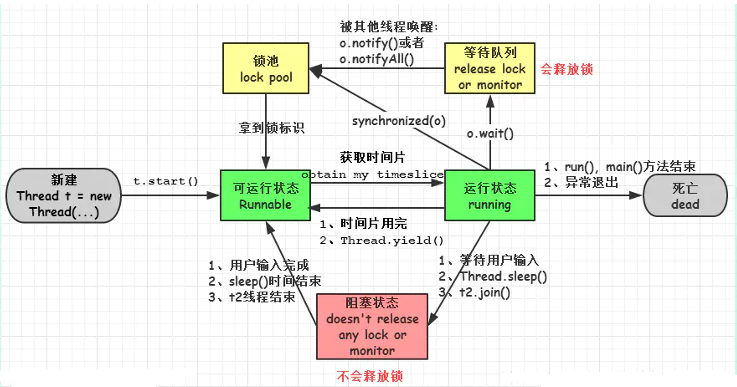 被其他线程唤醒:
o.notify()或者
o.notifyAll()
锁池
lock pool
等待队列
release lock
or monitor
会释放锁
synchronized(o)
o.wait()
拿到锁标识
获取时间片
obtain my timeslice
新建
Thread t = new
Thread(...)
t.start()
可运行状态
Runnable
运行状态
running
1、run(), main()方法结束
2、异常退出
死亡
dead
1、时间片用完
2、Thread.yield()
1、用户输入完成
2、sleep()时间结束
3、t2线程结束
1、等待用户输入
2、Thread.sleep()
3、t2.join()
阻塞状态
doesn't release
any lock or
monitor
不会释放锁